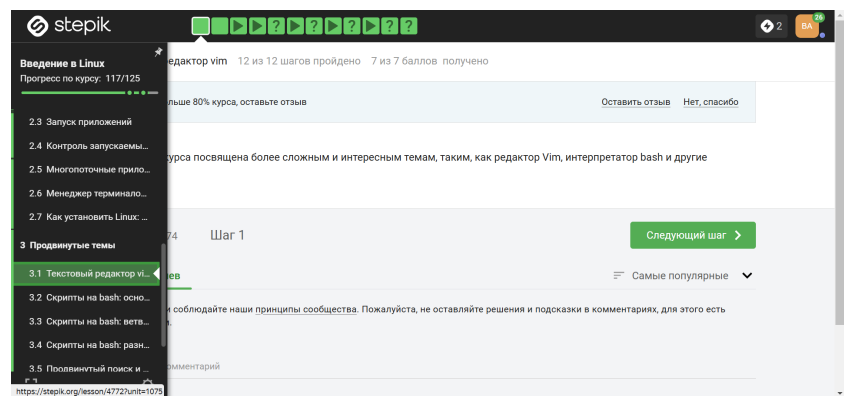 stepik
2
ВА
26
Введение в Linux
Прогресс по курсу: 117/125
едактор vim 12 из 12 шагов пройдено 7 из 7 баллов получено
льше 80% курса, оставьте отзыв
Оставить отзыв Нет, спасибо
2.3 Запуск приложений
2.4 Контроль запускаемы...
2.5 Многопоточные прило...
2.6 Менеджер терминало...
2.7 Как установить Linux: ...
курса посвящена более сложным и интересным темам, таким, как редактор Vim, интерпретатор bash и другие
3 Продвинутые темы
74 Шаг 1
Следующий шаг
3.1 Текстовый редактор vi...
3.2 Скрипты на bash: осно...
3.3 Скрипты на bash: ветв...
3.4 Скрипты на bash: разн...
3.5 Продвинутый поиск и ...
ев
Самые популярные
и соблюдайте наши принципы сообщества. Пожалуйста, не оставляйте решения и подсказки в комментариях, для этого есть
омментарий
https://stepik.org/lesson/4772?unit=1075